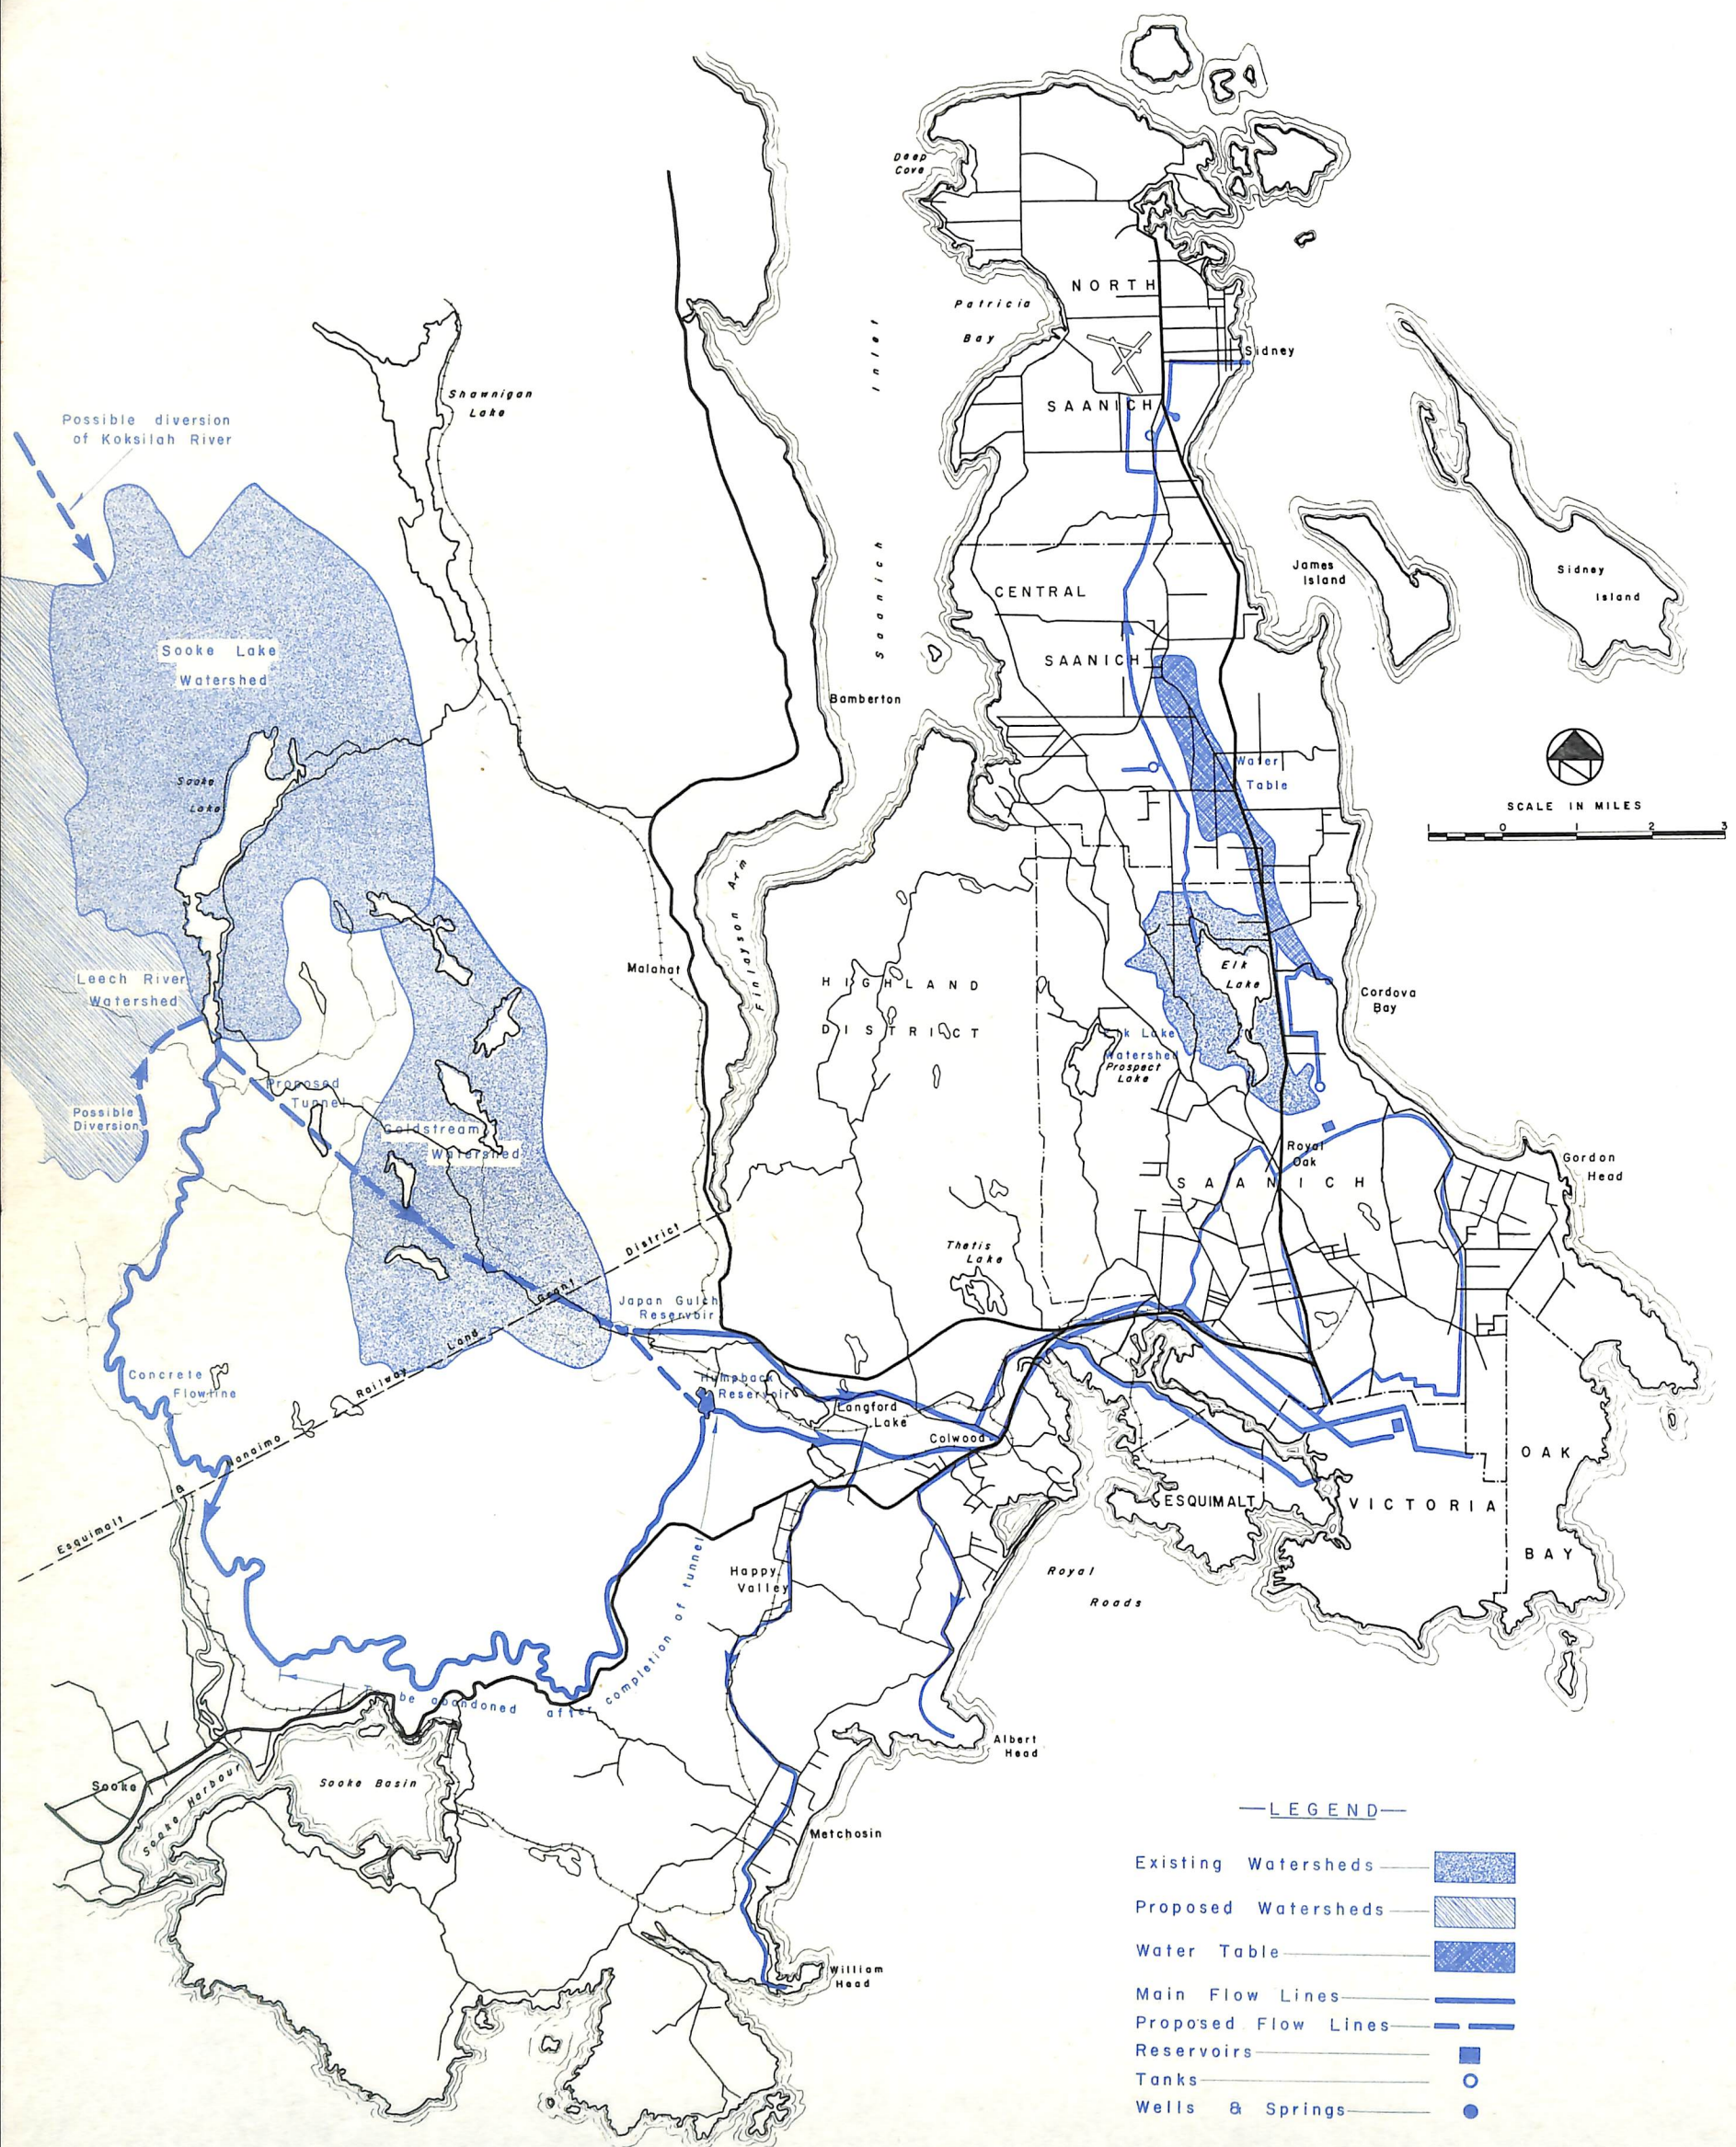 Deep
Cove
NORTH
Patricia
Bay
Inlet
Sidney
Shawnigan
Lake
SAANICH
Possible diversion
of Koksilah River
Saanich
James
Island
Sidney
Island
CENTRAL
SAANICH
Sooke Lake
Watershed
Bamberton
Water
Table
Sooke
Lake
SCALE IN MILES
1 0 1 2 3
N
Finlayson Arm
Malahat
HIGHLAND
DISTRICT
Elk
Lake
Cordova
Bay
Leech River
Watershed
Elk Lake
Watershed
Prospect
Lake
Proposed
Tunnel
Possible
Diversion
Goldstream
Watershed
Royal
Oak
Gordon
Head
SAANICH
Thetis
Lake
Esquimalt & Nanaimo Railway Land Grant District
Japan Gulch
Reservoir
Concrete
Flowline
Humpback
Reservoir
Langford
Lake
Colwood
OAK
BAY
ESQUIMALT
VICTORIA
Happy
Valley
Royal
Roads
To be abandoned after completion of tunnel
Albert
Head
Sooke
Sooke Harbour
Sooke Basin
Metchosin
William
Head
LEGEND
Existing Watersheds
Proposed Watersheds
Water Table
Main Flow Lines
Proposed Flow Lines
Reservoirs
Tanks
Wells & Springs